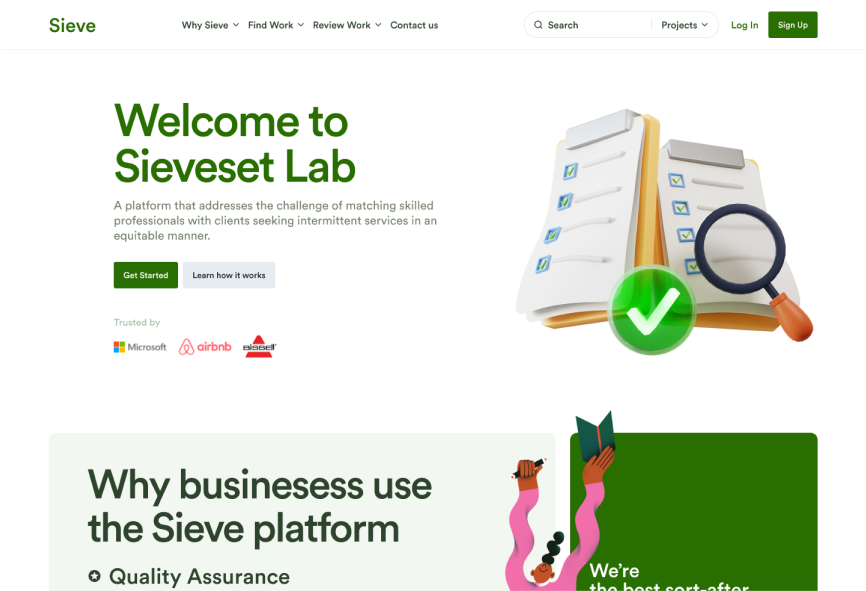 Sieve
Why Sieve
Find Work
Review Work
Contact us
Search
Projects
Log In
Sign Up
Welcome to
Sieveset Lab
A platform that addresses the challenge of matching skilled
professionals with clients seeking intermittent services in an
equitable manner.
Get Started
Learn how it works
Trusted by
Microsoft
airbnb
BISSELL
Why businesess use
the Sieve platform
Quality Assurance
We're
the best sort-after